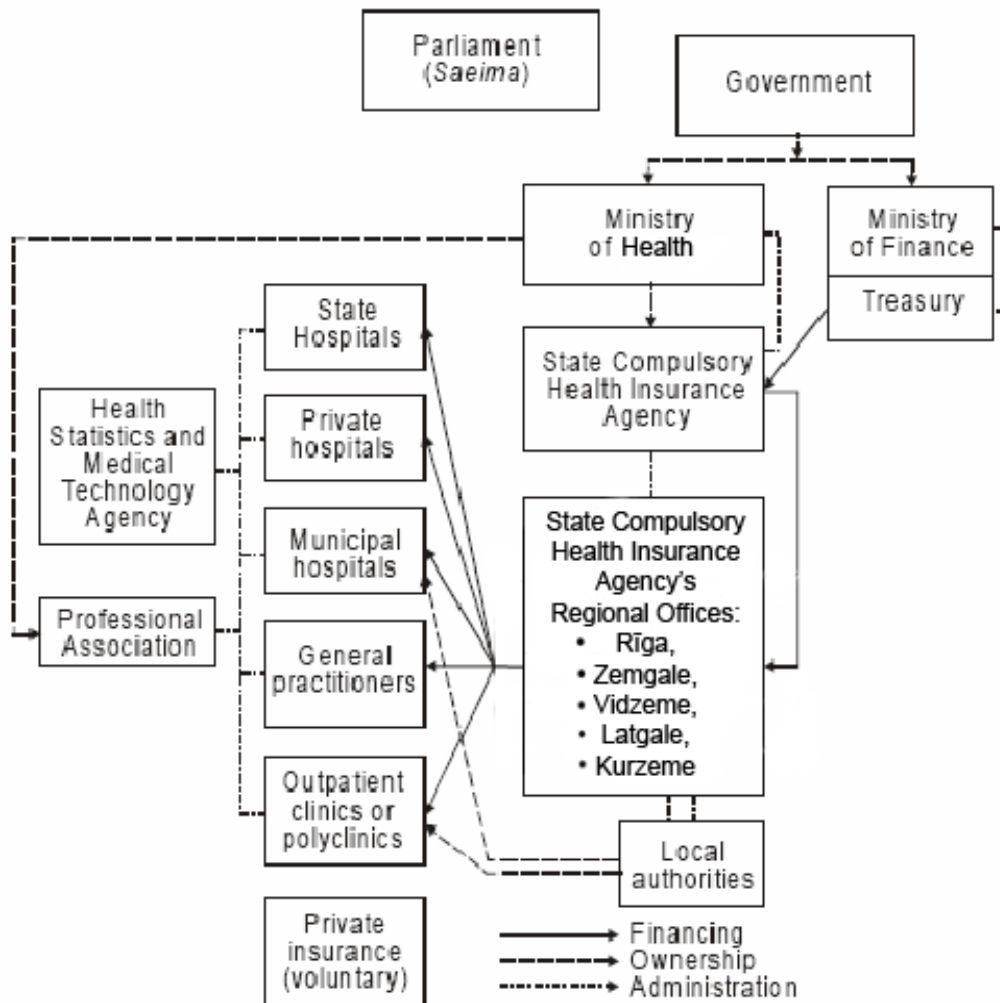 Parliament
(Saeima)
Government
Ministry
of Health
Ministry
of Finance
Treasury
State
Hospitals
State Compulsory
Health Insurance
Agency
Health
Statistics and
Medical
Technology
Agency
Private
hospitals
Municipal
hospitals
State Compulsory
Health Insurance
Agency's
Regional Offices:
• Rīga,
• Zemgale,
• Vidzeme,
• Latgale,
• Kurzeme
Professional
Association
General
practitioners
Outpatient
clinics or
polyclinics
Local
authorities
Private
insurance
(voluntary)
Financing
Ownership
Administration